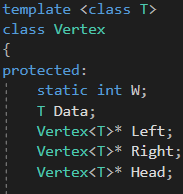 template <class T>
class Vertex
{
protected:
    static int W;
    T Data;
    Vertex<T>* Left;
    Vertex<T>* Right;
    Vertex<T>* Head;